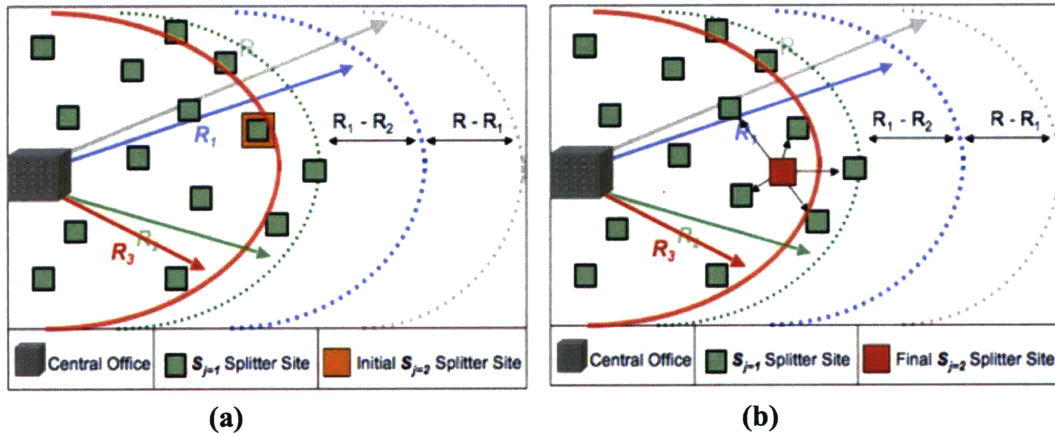 R
R₁ - R₂
R - R₁
R₁
R₃
R₂
Central Office
Sⱼ₌₁ Splitter Site
Initial Sⱼ₌₂ Splitter Site
(a)
R₁ - R₂
R - R₁
R₃
Central Office
Sⱼ₌₁ Splitter Site
Final Sⱼ₌₂ Splitter Site
(b)